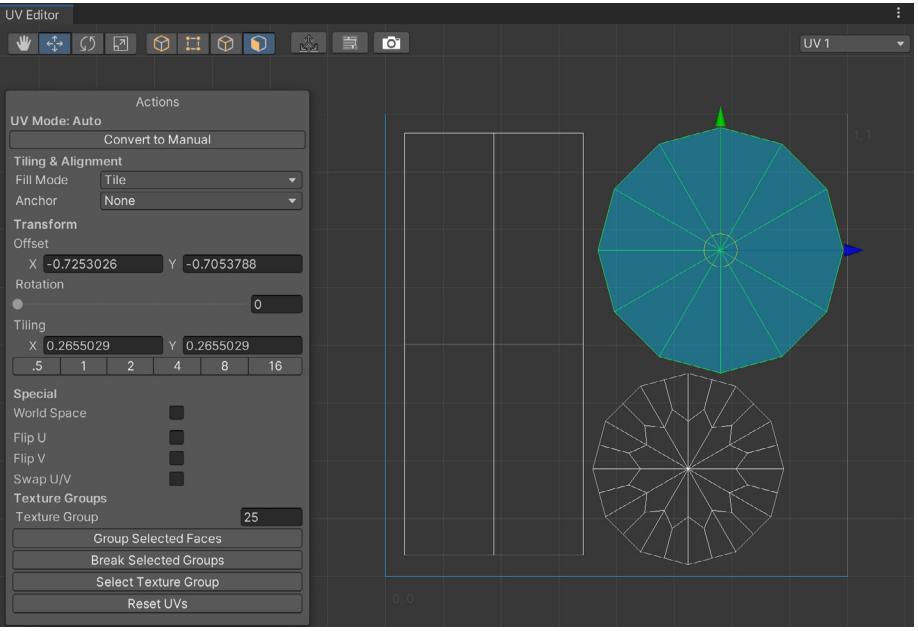 UV Editor
UV 1
Actions
UV Mode: Auto
Convert to Manual
Tiling & Alignment
Fill Mode Tile
Anchor None
Transform
Offset
X -0.7253026 Y -0.7053788
Rotation
0
Tiling
X 0.2655029 Y 0.2655029
.5 1 2 4 8 16
Special
World Space
Flip U
Flip V
Swap U/V
Texture Groups
Texture Group 25
Group Selected Faces
Break Selected Groups
Select Texture Group
Reset UVs
1, 1
0, 0